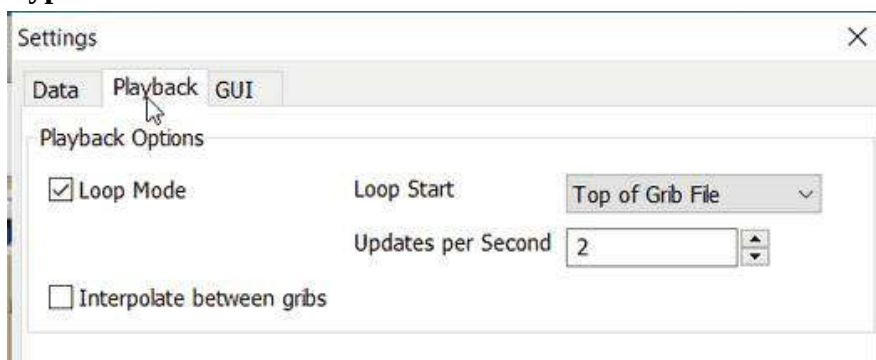 Settings
Data Playback GUI
Playback Options
Loop Mode Loop Start Top of Grib File
Updates per Second 2
Interpolate between gribs